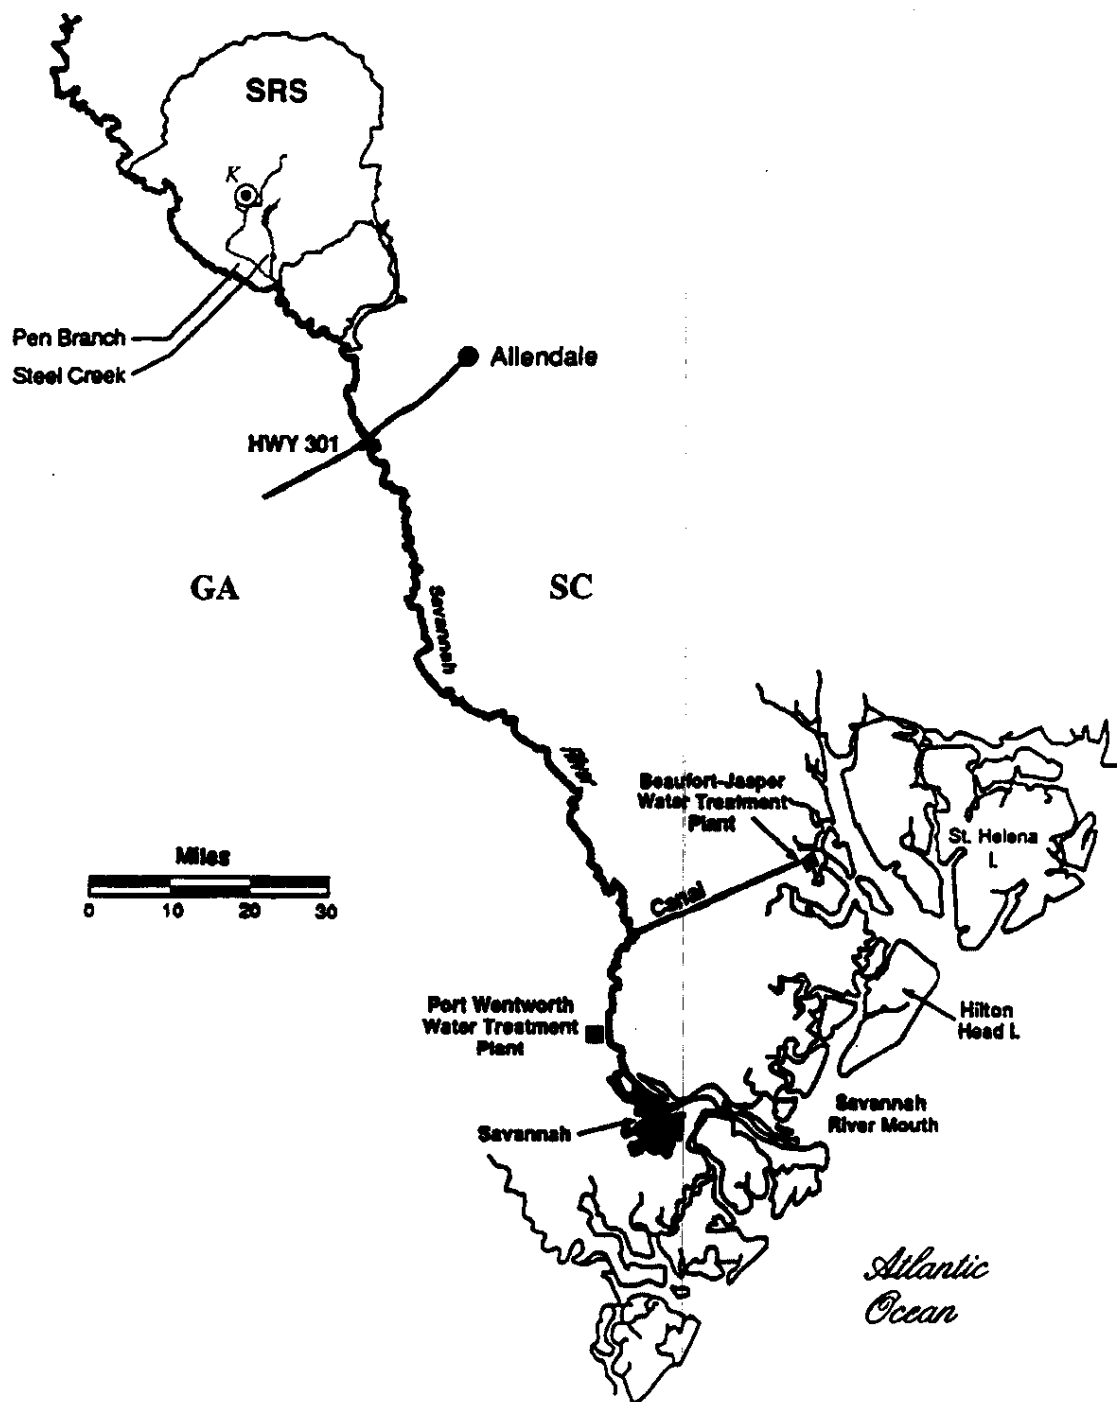 SRS
K
Pen Branch
Steel Creek
Allendale
HWY 301
GA
SC
Savannah
River
Beaufort-Jasper
Water Treatment
Plant
St. Helena
I.
Miles
0 10 20 30
Canal
Port Wentworth
Water Treatment
Plant
Hilton
Head I.
Savannah
River Mouth
Savannah
Atlantic
Ocean